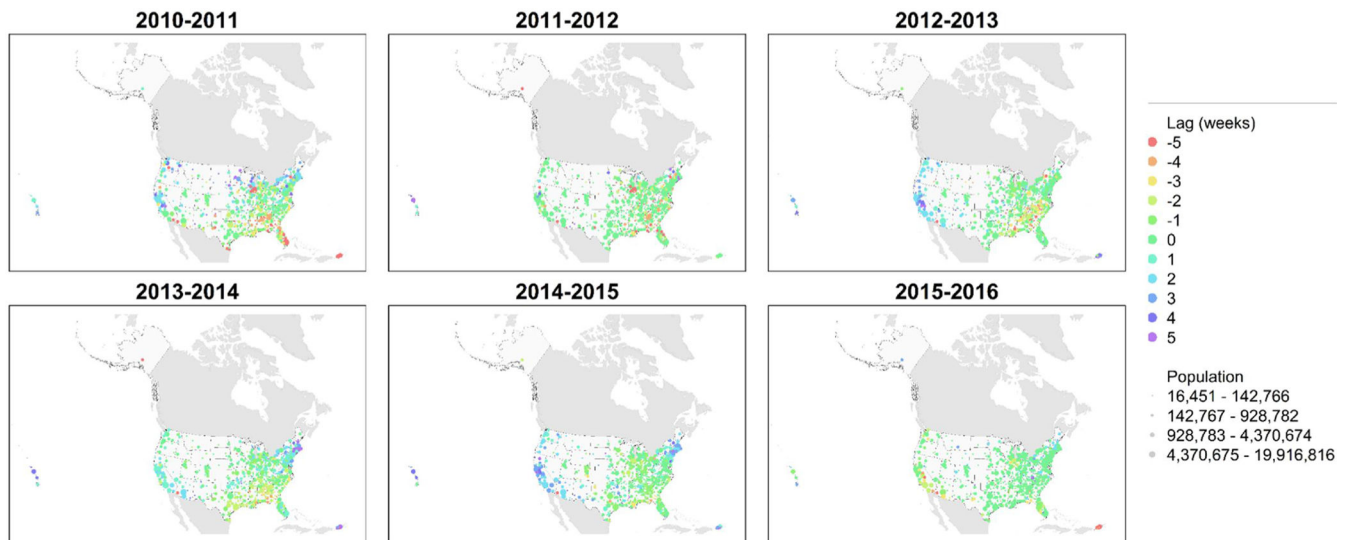 2010-2011
2011-2012
2012-2013
2013-2014
2014-2015
2015-2016
Lag (weeks)
-5
-4
-3
-2
-1
0
1
2
3
4
5
Population
16,451 - 142,766
142,767 - 928,782
928,783 - 4,370,674
4,370,675 - 19,916,816